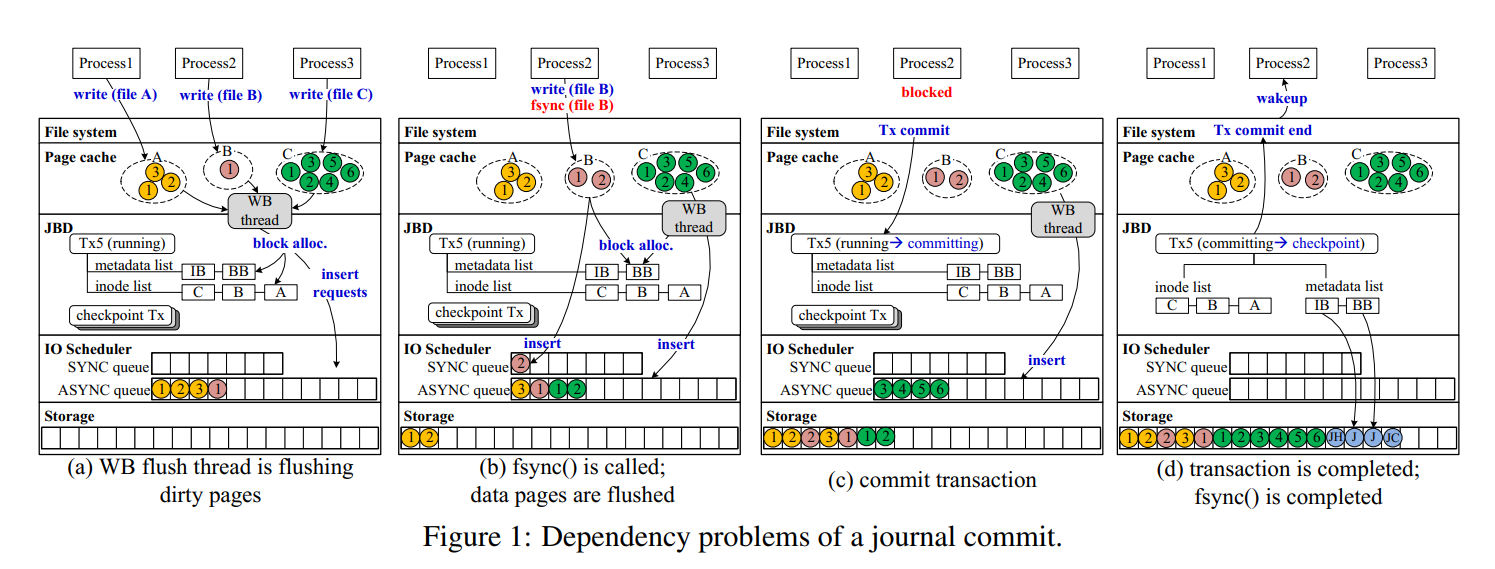 Process1 Process2 Process3
write (file A) write (file B) write (file C)
File system
Page cache
A B C
3 1 2
1
1 3 5 2 4 6
WB
thread
JBD
Tx5 (running)
block alloc.
metadata list IB BB
inode list C B A
insert
requests
checkpoint Tx
IO Scheduler
SYNC queue
ASYNC queue 1 2 3 1
Storage
(a) WB flush thread is flushing
dirty pages
Process1 Process2 Process3
write (file B)
fsync (file B)
File system
Page cache
A B C
3 1 2
1 2
1 3 5 2 4 6
WB
thread
JBD
Tx5 (running)
block alloc.
metadata list IB BB
inode list C B A
checkpoint Tx
IO Scheduler
insert insert
SYNC queue 2
ASYNC queue 3 1 1 2
Storage
1 2
(b) fsync() is called;
data pages are flushed
Process1 Process2 Process3
blocked
File system
Tx commit
Page cache
A B C
3 1 2
1 2
1 3 5 2 4 6
WB
thread
JBD
Tx5 (running→ committing)
metadata list IB BB
inode list C B A
checkpoint Tx
IO Scheduler
insert
SYNC queue
ASYNC queue 3 4 5 6
Storage
1 2 2 3 1 1 2
(c) commit transaction
Process1 Process2 Process3
wakeup
File system
Tx commit end
Page cache
A B C
3 1 2
1 2
1 3 5 2 4 6
JBD
Tx5 (committing→ checkpoint)
inode list metadata list
C B A IB BB
IO Scheduler
SYNC queue
ASYNC queue
Storage
1 2 2 3 1 1 2 3 4 5 6 JH J J JC
(d) transaction is completed;
fsync() is completed
Figure 1: Dependency problems of a journal commit.